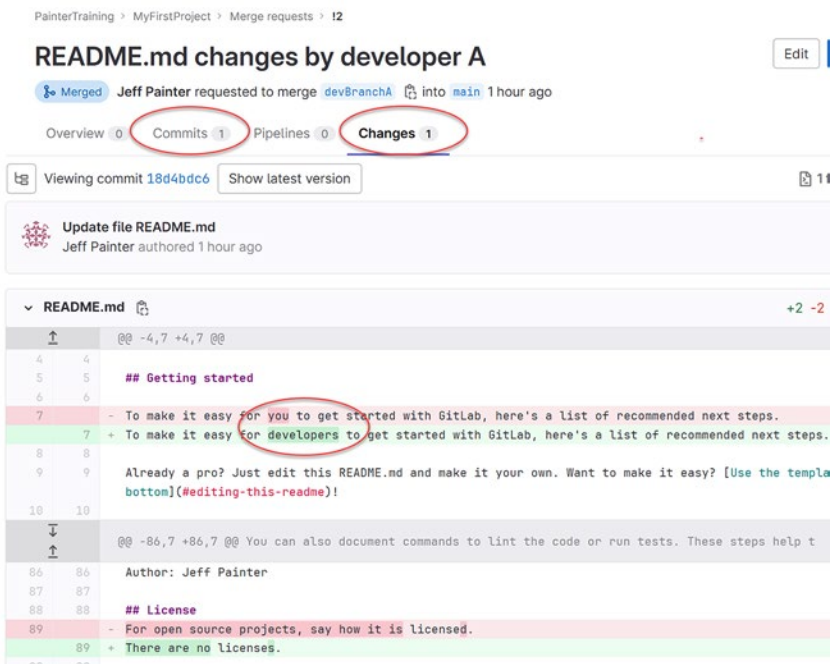 PainterTraining > MyFirstProject > Merge requests > !2
README.md changes by developer A
Edit
Merged Jeff Painter requested to merge devBranchA into main 1 hour ago
Overview 0 Commits 1 Pipelines 0 Changes 1
Viewing commit 18d4bdc6 Show latest version
Update file README.md
Jeff Painter authored 1 hour ago
README.md +2 -2
@@ -4,7 +4,7 @@
4 4
5 5 ## Getting started
6 6
7 - To make it easy for you to get started with GitLab, here's a list of recommended next steps.
7 + To make it easy for developers to get started with GitLab, here's a list of recommended next steps.
8 8
9 9 Already a pro? Just edit this README.md and make it your own. Want to make it easy? [Use the templa
bottom](#editing-this-readme)!
10 10
@@ -86,7 +86,7 @@ You can also document commands to lint the code or run tests. These steps help t
86 86 Author: Jeff Painter
87 87
88 88 ## License
89 - For open source projects, say how it is licensed.
89 + There are no licenses.